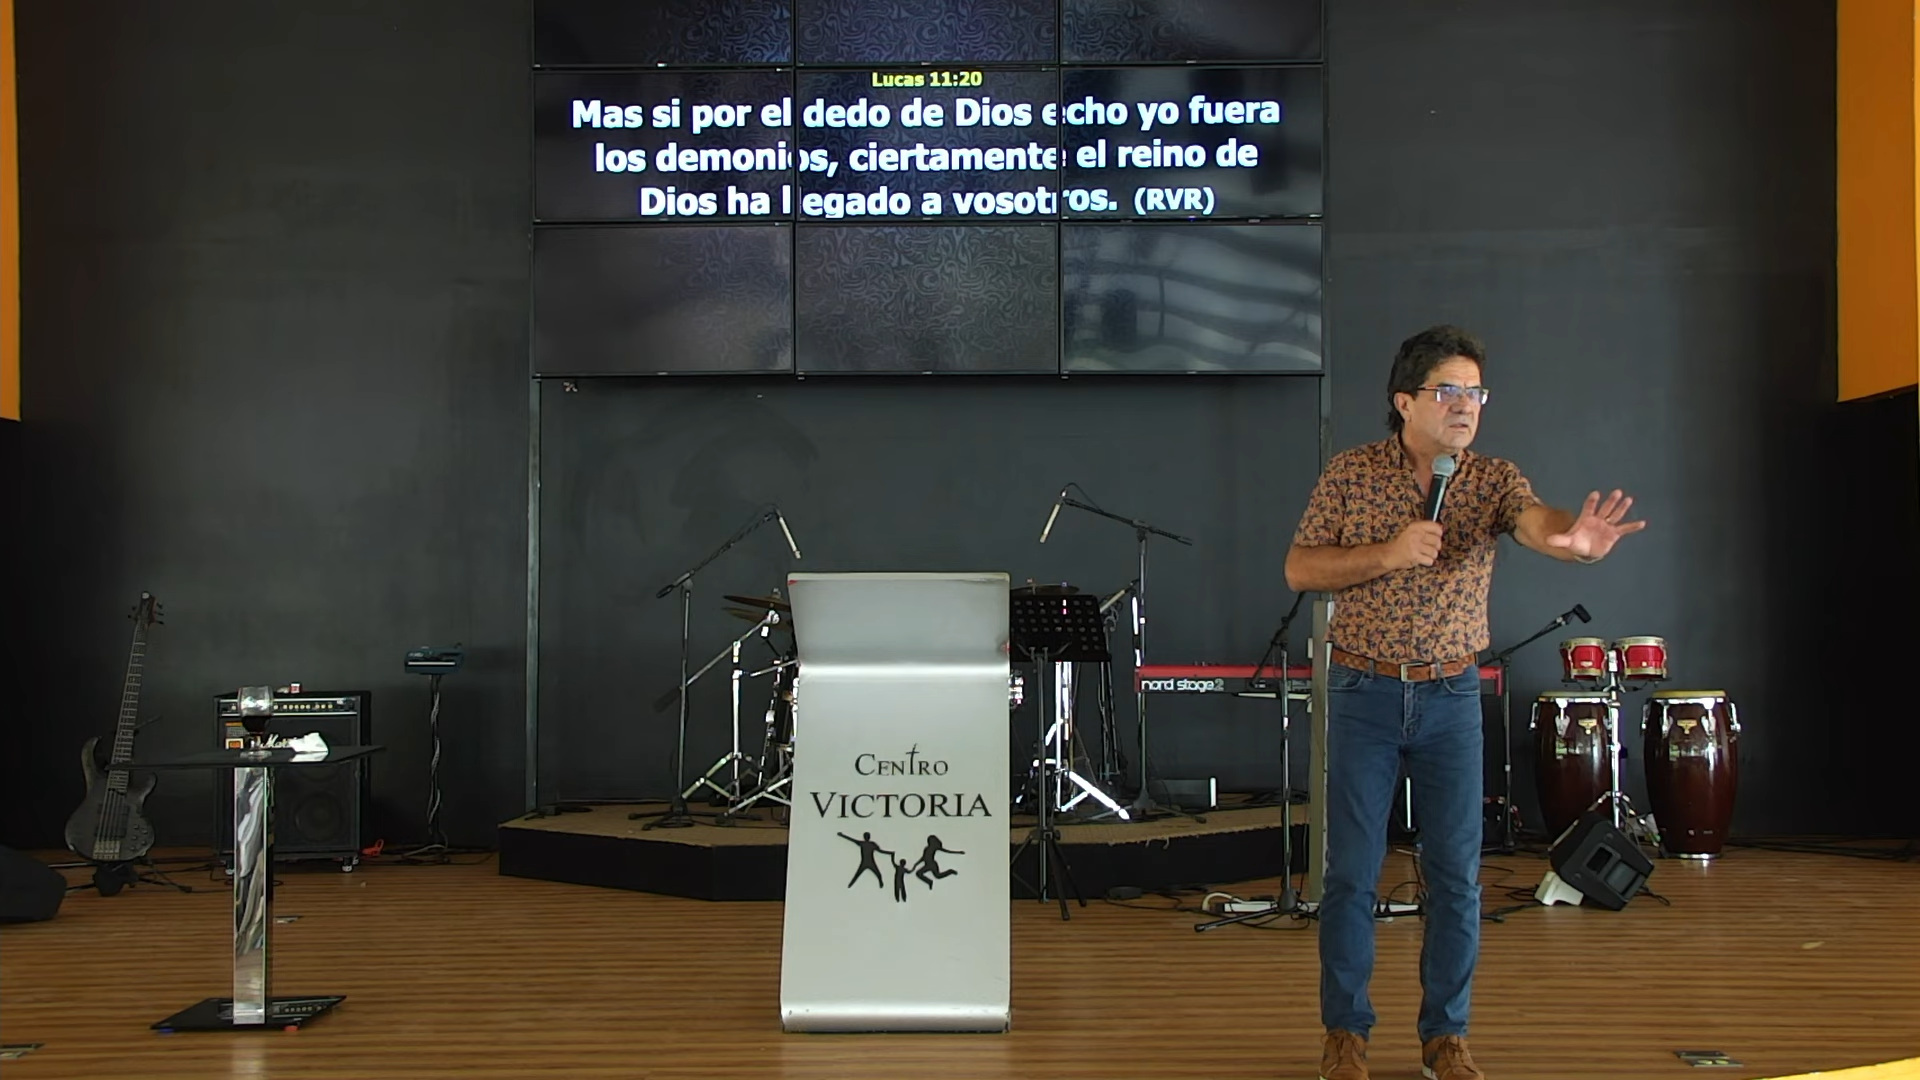 Lucas 11:20
Mas si por el dedo de Dios echo yo fuera
los demonios, ciertamente el reino de
Dios ha llegado a vosotros. (RVR)
nord stage 2
Marshall
CENTRO
VICTORIA